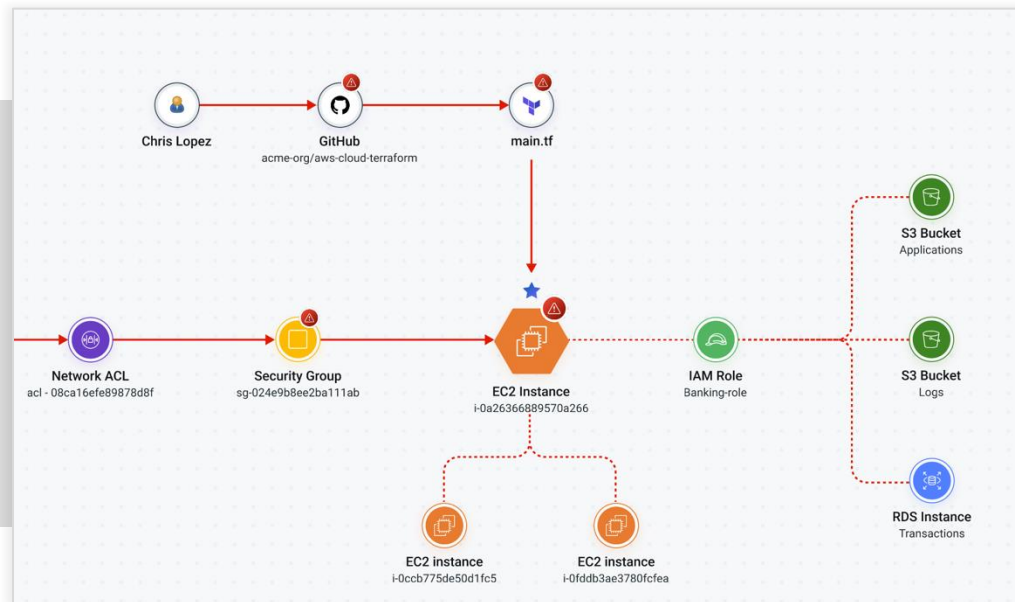 Chris Lopez
GitHub
acme-org/aws-cloud-terraform
main.tf
S3 Bucket
Applications
Network ACL
acl - 08ca16efe89878d8f
Security Group
sg-024e9b8ee2ba111ab
EC2 Instance
i-0a26366889570a266
IAM Role
Banking-role
S3 Bucket
Logs
EC2 instance
i-0ccb775de50d1fc5
EC2 instance
i-0fddb3ae3780fcfea
RDS Instance
Transactions